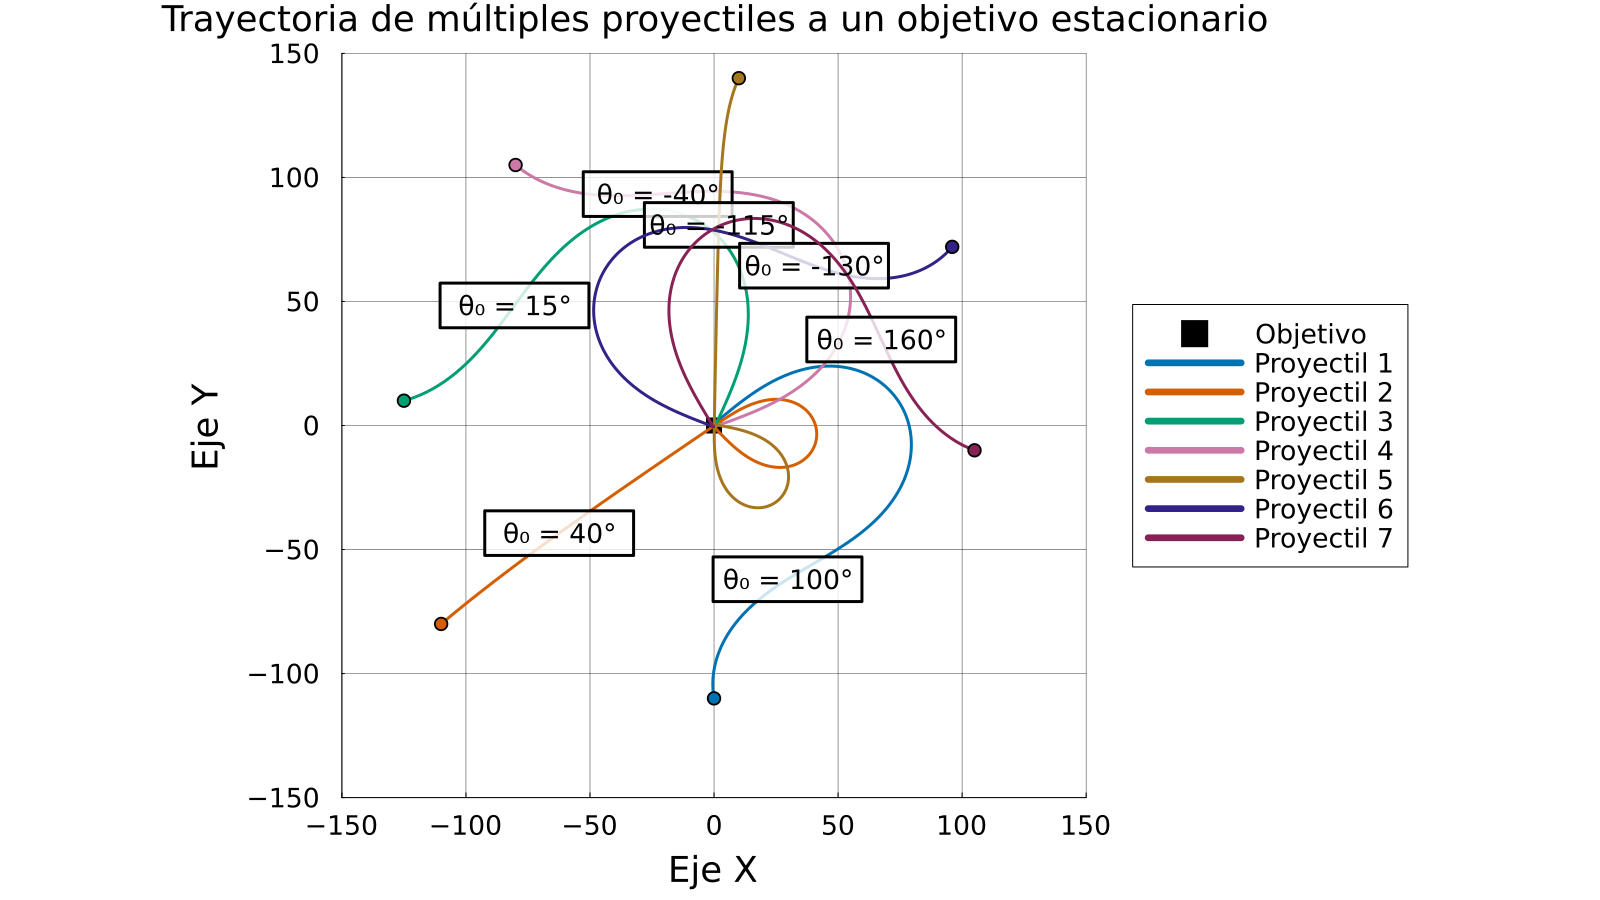 Trayectoria de múltiples proyectiles a un objetivo estacionario
150
100
50
0
−50
−100
−150
−150
−100
−50
0
50
100
150
Eje Y
Eje X
θ₀ = -40°
θ₀ = -115°
θ₀ = -130°
θ₀ = 15°
θ₀ = 160°
θ₀ = 40°
θ₀ = 100°
Objetivo
Proyectil 1
Proyectil 2
Proyectil 3
Proyectil 4
Proyectil 5
Proyectil 6
Proyectil 7